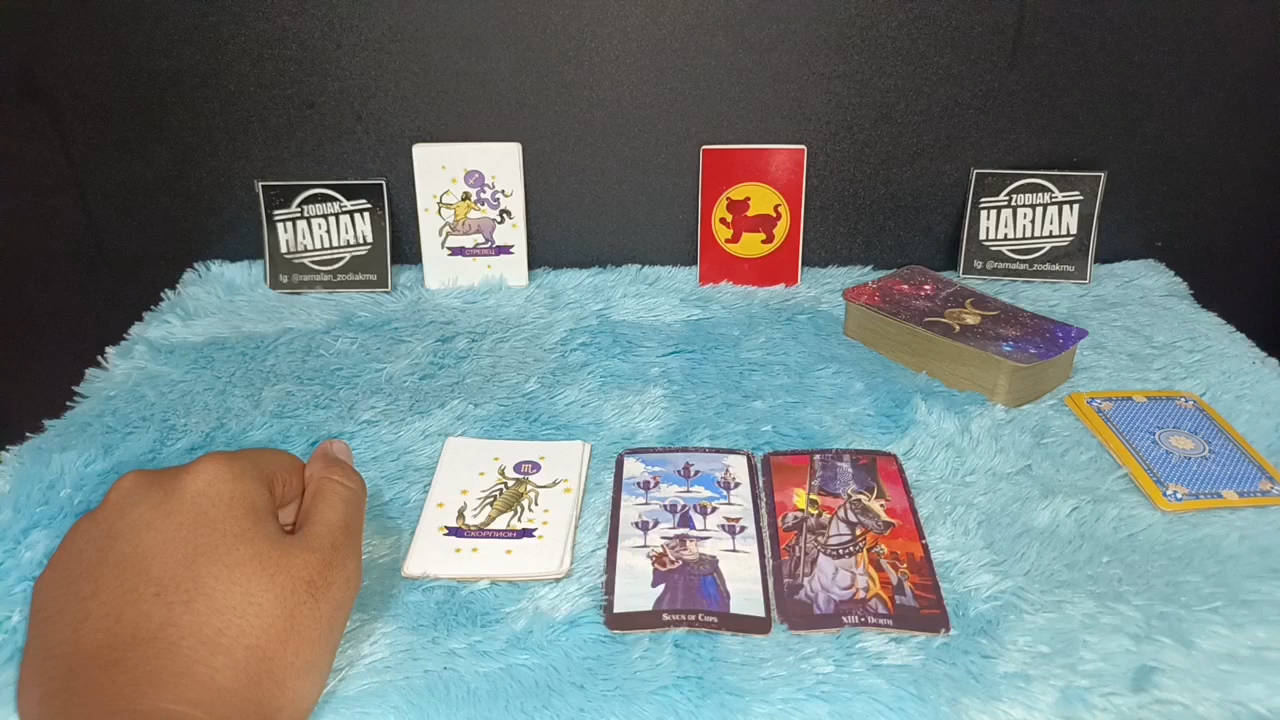 ZODIAK
HARIAN
Ig: @ramalan_zodiakmu
СТРЕЛЕЦ
ZODIAK
HARIAN
Ig: @ramalan_zodiakmu
СКОРПИОН
SEVEN OF CUPS
XIII • DEATH